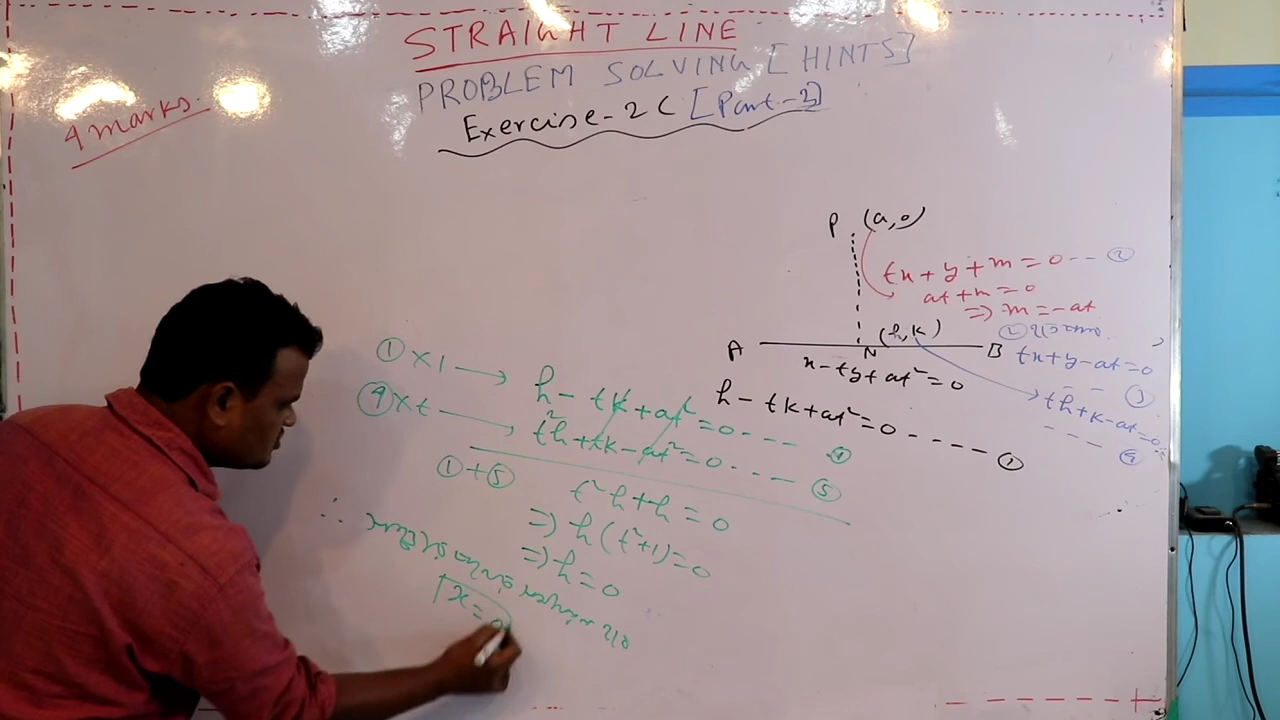 STRAIGHT LINE
PROBLEM SOLVING [HINTS]
Exercise-2C [Part-3]
4 marks.
P (a,0)
tx+y+m=0-- ②
at+m=0
=) m=-at
②
tx+y-at=0
-- ③
A N (h,k) B
x-ty+at²=0
h-tk+at²=0---- ①
th+k-at=0
--- ④
①×1 → h-tk+at²=0---
④×t → t²h+tk-at²=0--- ⑤
①+⑤
t²h+h=0
=) h(t²+1)=0
=) h=0
∴
x=0